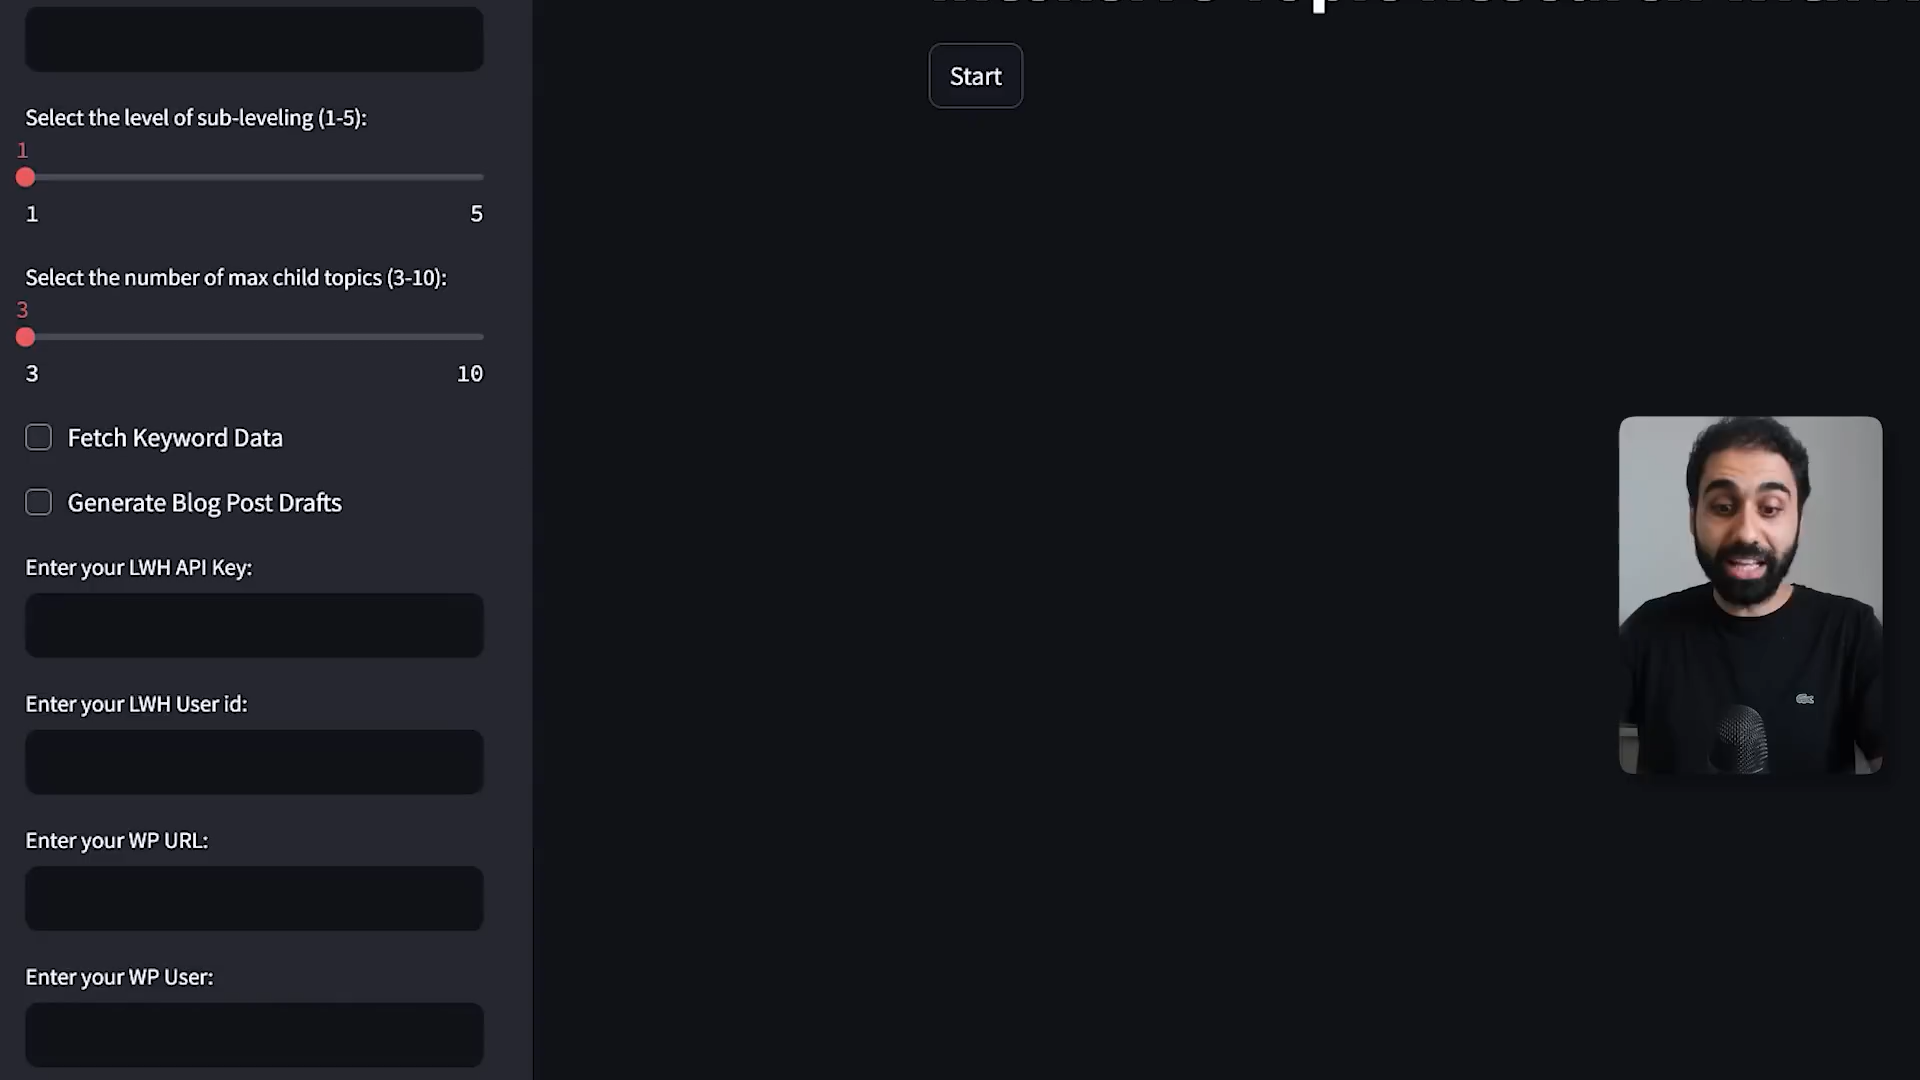 Start
Select the level of sub-leveling (1-5):
1
1
5
Select the number of max child topics (3-10):
3
3
10
Fetch Keyword Data
Generate Blog Post Drafts
Enter your LWH API Key:
Enter your LWH User id:
Enter your WP URL:
Enter your WP User: